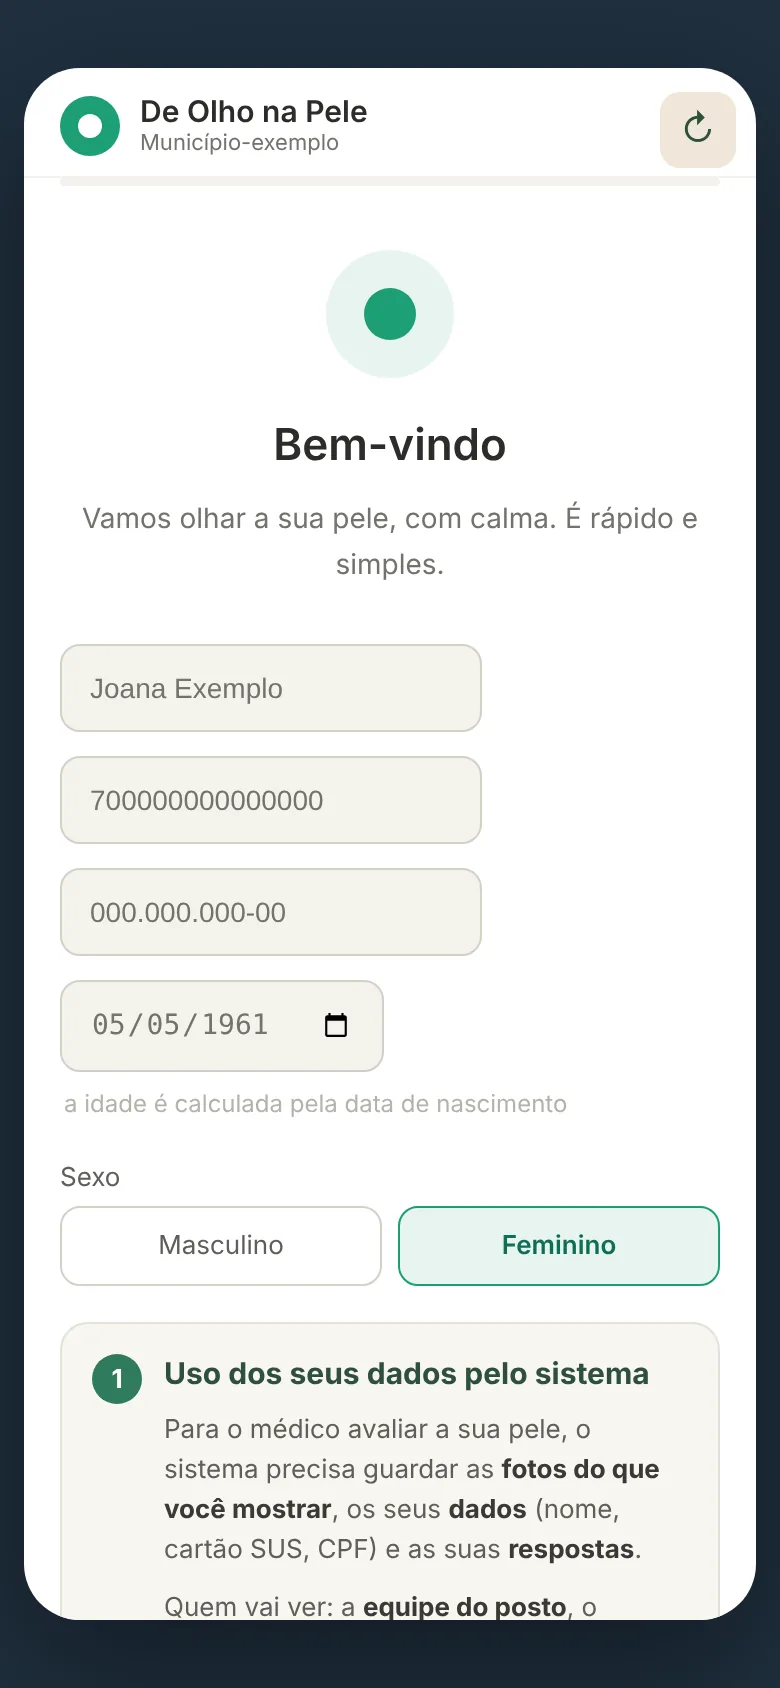 De Olho na Pele
Município-exemplo
Bem-vindo
Vamos olhar a sua pele, com calma. É rápido e
simples.
Joana Exemplo
700000000000000
000.000.000-00
05/05/1961
a idade é calculada pela data de nascimento
Sexo
Masculino
Feminino
1
Uso dos seus dados pelo sistema
Para o médico avaliar a sua pele, o
sistema precisa guardar as fotos do que
você mostrar, os seus dados (nome,
cartão SUS, CPF) e as suas respostas.
Quem vai ver: a equipe do posto, o